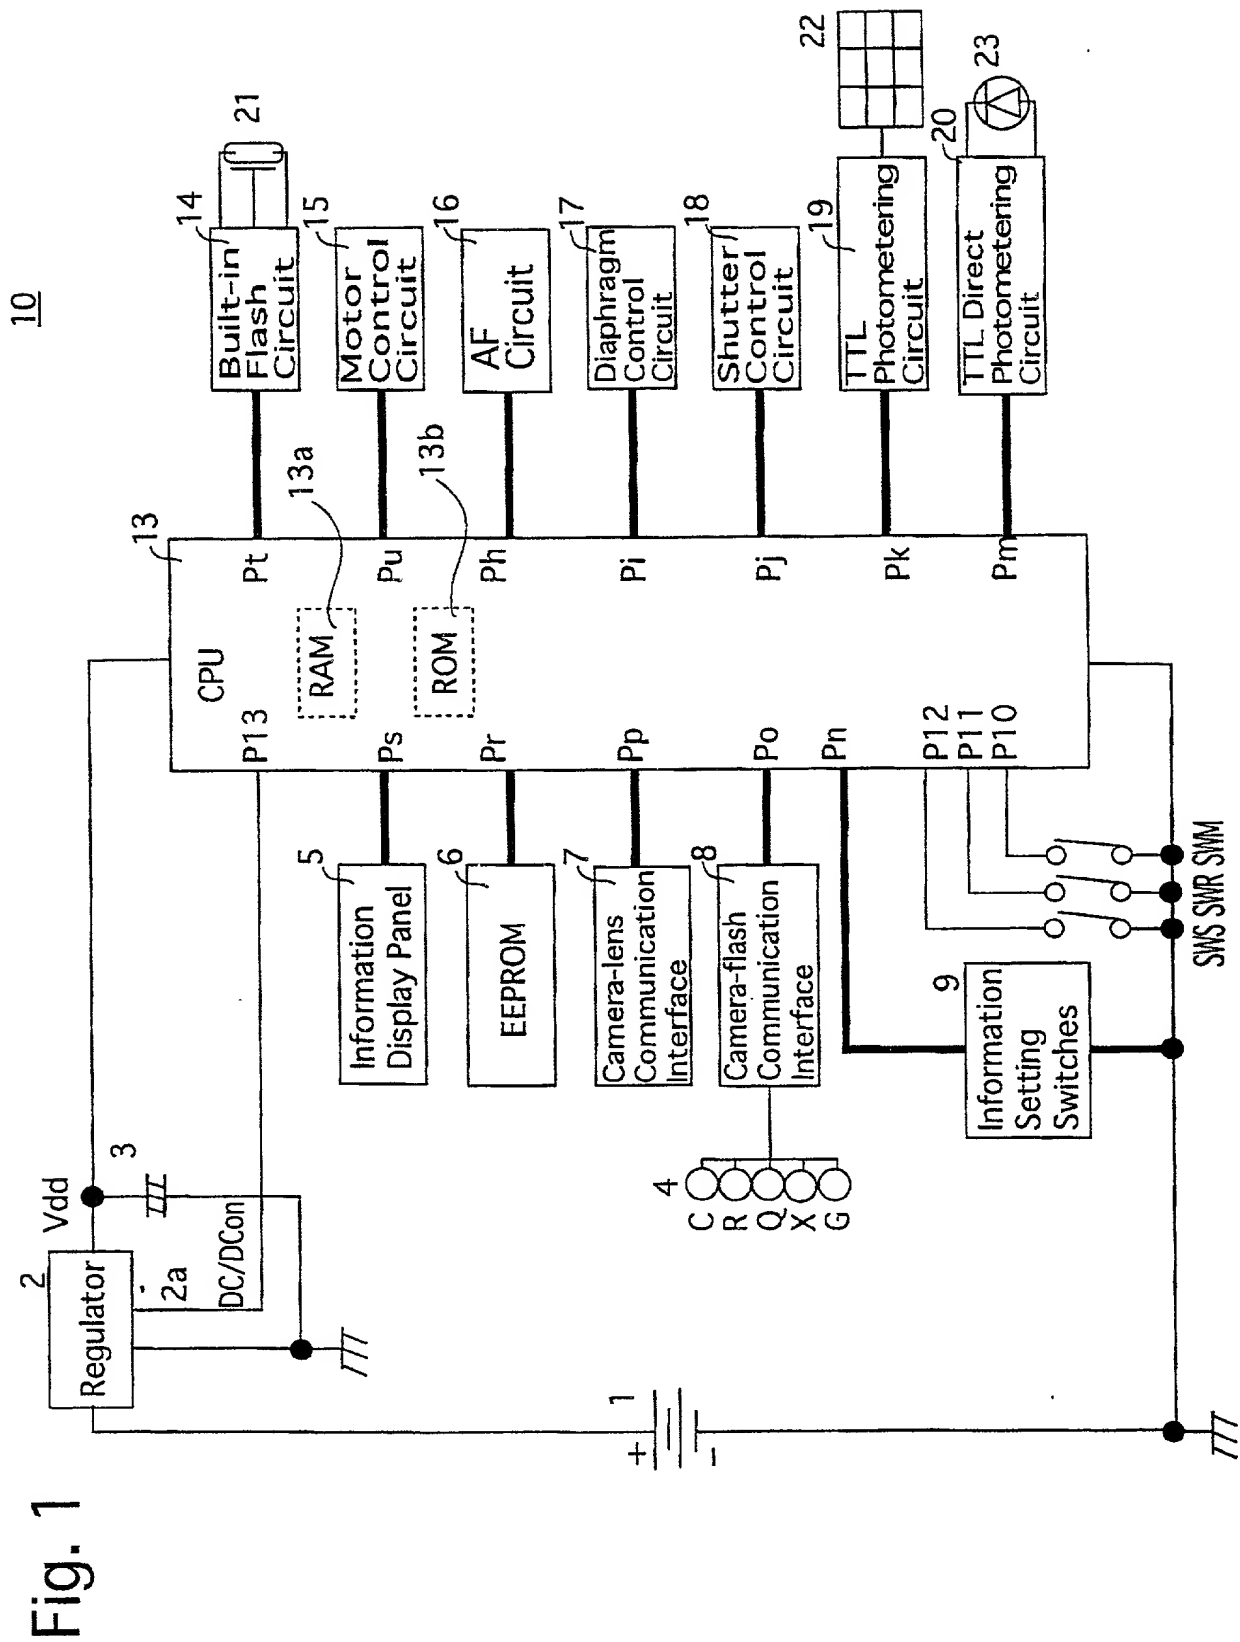 Fig. 1
10
2
Regulator
Vdd
3
2a
DC/DCon
1
+
−
13
CPU
P13
Ps
Pr
Pp
Po
Pn
P12
P11
P10
Pt
Pu
Ph
Pi
Pj
Pk
Pm
RAM
13a
ROM
13b
5
Information
Display Panel
6
EEPROM
7
Camera-lens
Communication
Interface
8
Camera-flash
Communication
Interface
4
C
R
Q
X
G
9
Information
Setting
Switches
SWS SWR SWM
14
Built-in
Flash
Circuit
21
15
Motor
Control
Circuit
16
AF
Circuit
17
Diaphragm
Control
Circuit
18
Shutter
Control
Circuit
19
TTL
Photometering
Circuit
22
20
TTL Direct
Photometering
Circuit
23